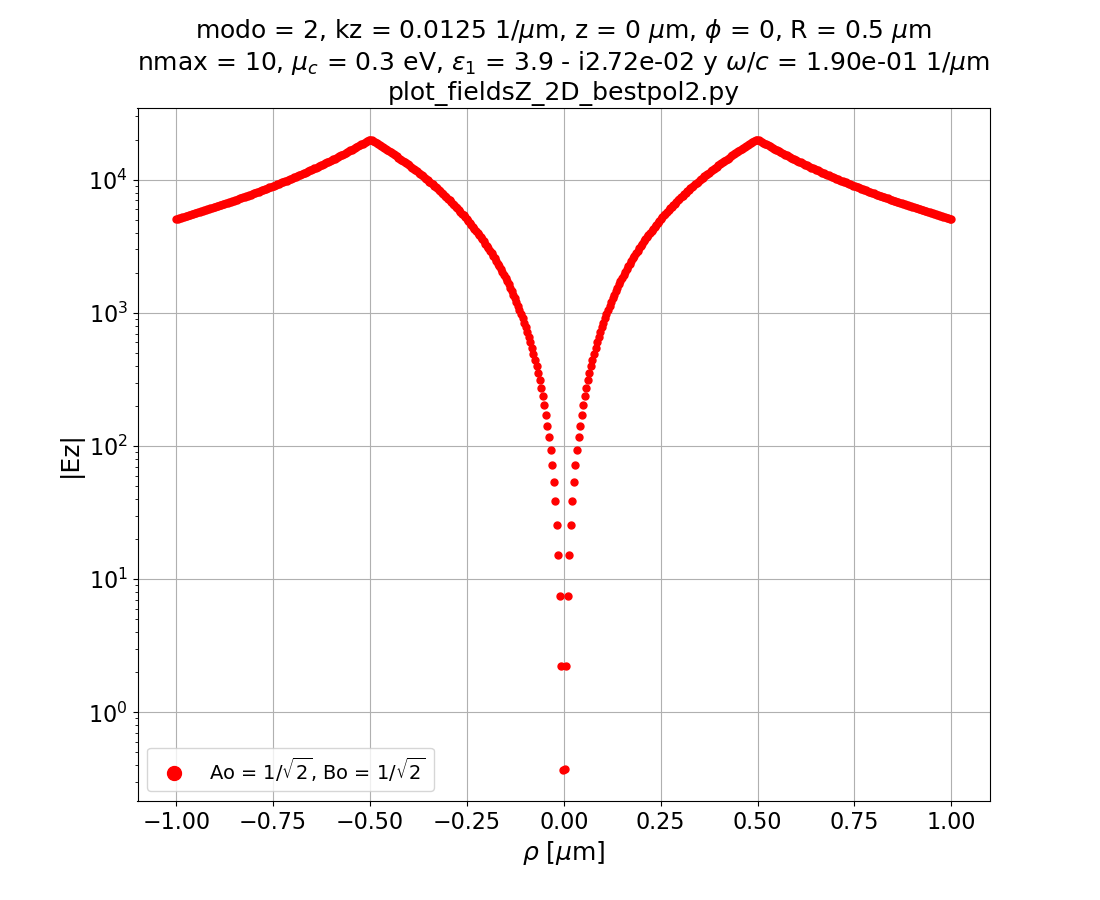 modo = 2, kz = 0.0125 1/μm, z = 0 μm, ϕ = 0, R = 0.5 μm
nmax = 10, μ_c = 0.3 eV, ε_1 = 3.9 - i2.72e-02 y ω/c = 1.90e-01 1/μm
plot_fieldsZ_2D_bestpol2.py
10^4
10^3
10^2
10^1
10^0
|Ez|
Ao = 1/√2, Bo = 1/√2
−1.00 −0.75 −0.50 −0.25 0.00 0.25 0.50 0.75 1.00
ρ [μm]